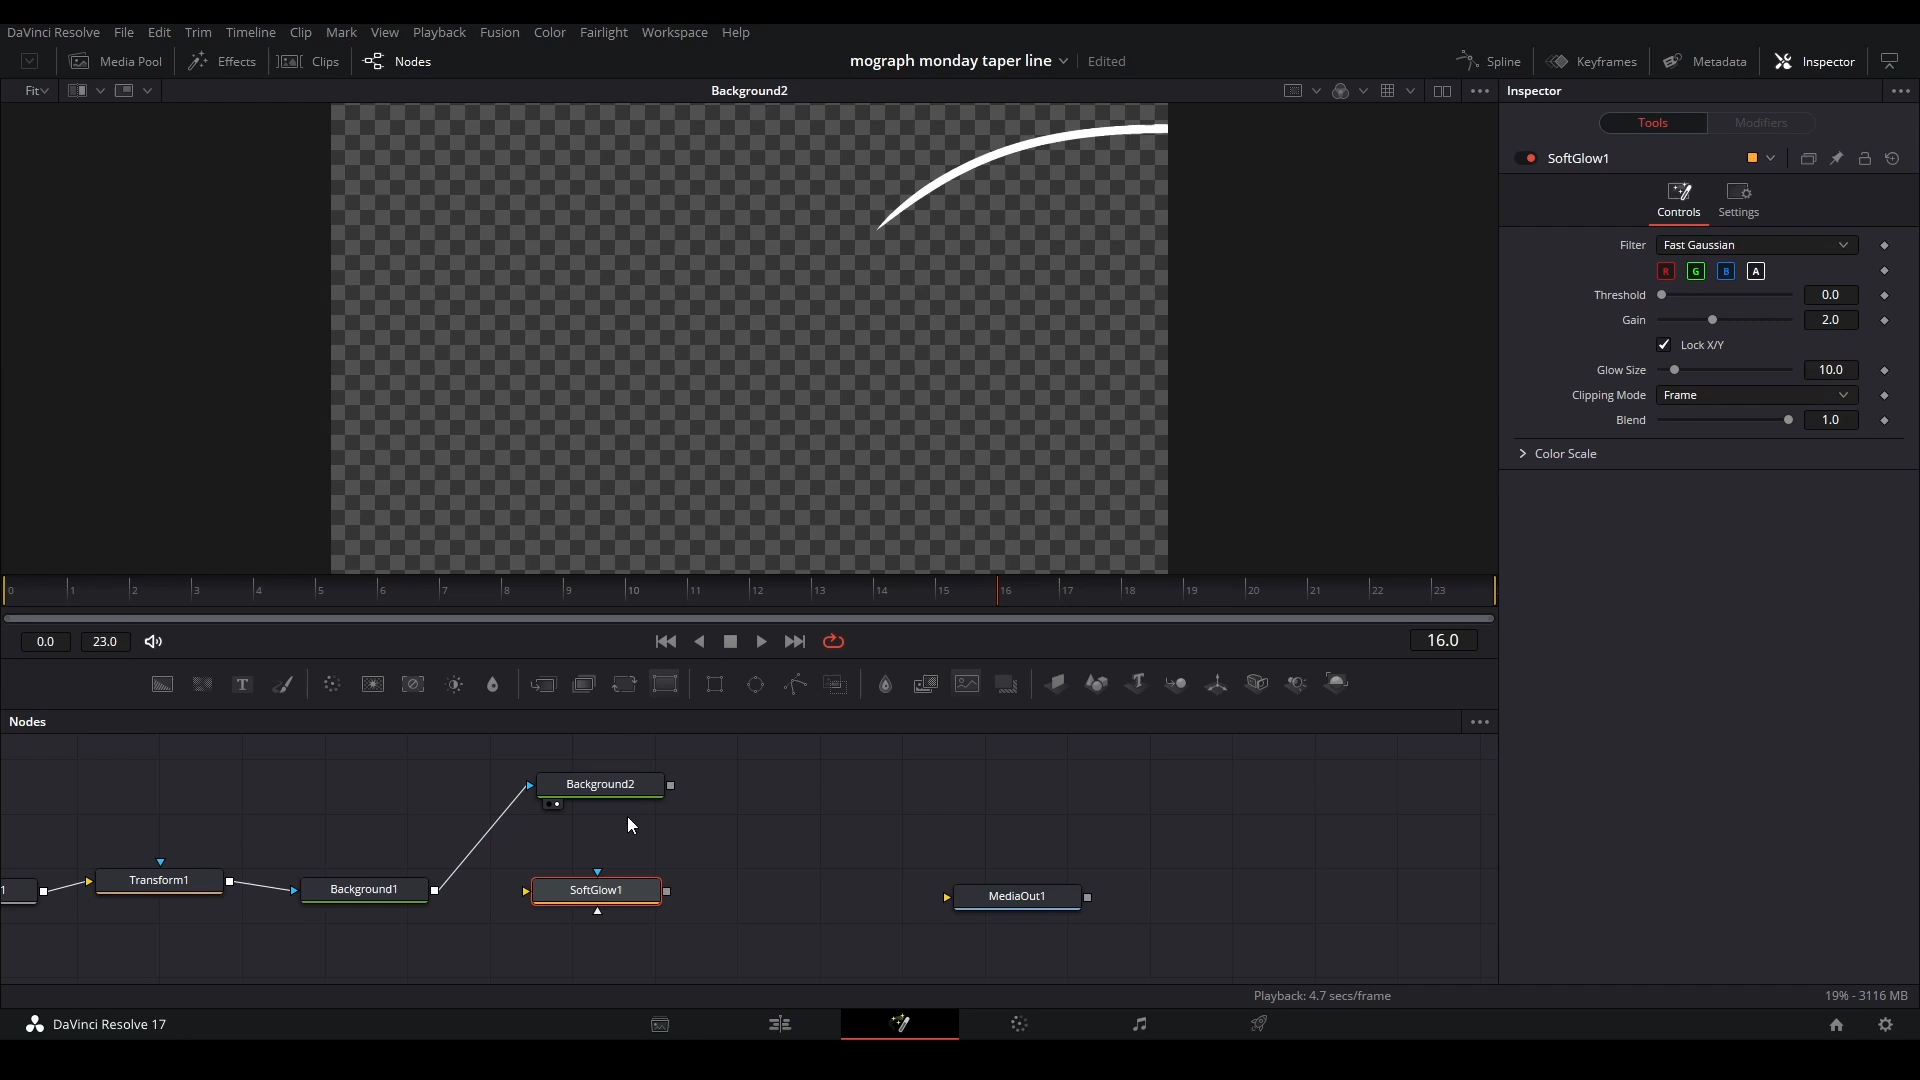 DaVinci Resolve File Edit Trim Timeline Clip Mark View Playback Fusion Color Fairlight Workspace Help
Media Pool Effects Clips Nodes mograph monday taper line Edited Spline Keyframes Metadata Inspector
Fit Background2 Inspector
Tools Modifiers
SoftGlow1
Controls Settings
Filter Fast Gaussian
R G B A
Threshold 0.0
Gain 2.0
Lock X/Y
Glow Size 10.0
Clipping Mode Frame
Blend 1.0
Color Scale
0 1 2 3 4 5 6 7 8 9 10 11 12 13 14 15 16 17 18 19 20 21 22 23
0.0 23.0 16.0
T
Nodes
Background2
1 Transform1 Background1 SoftGlow1 MediaOut1
Playback: 4.7 secs/frame 19% - 3116 MB
DaVinci Resolve 17